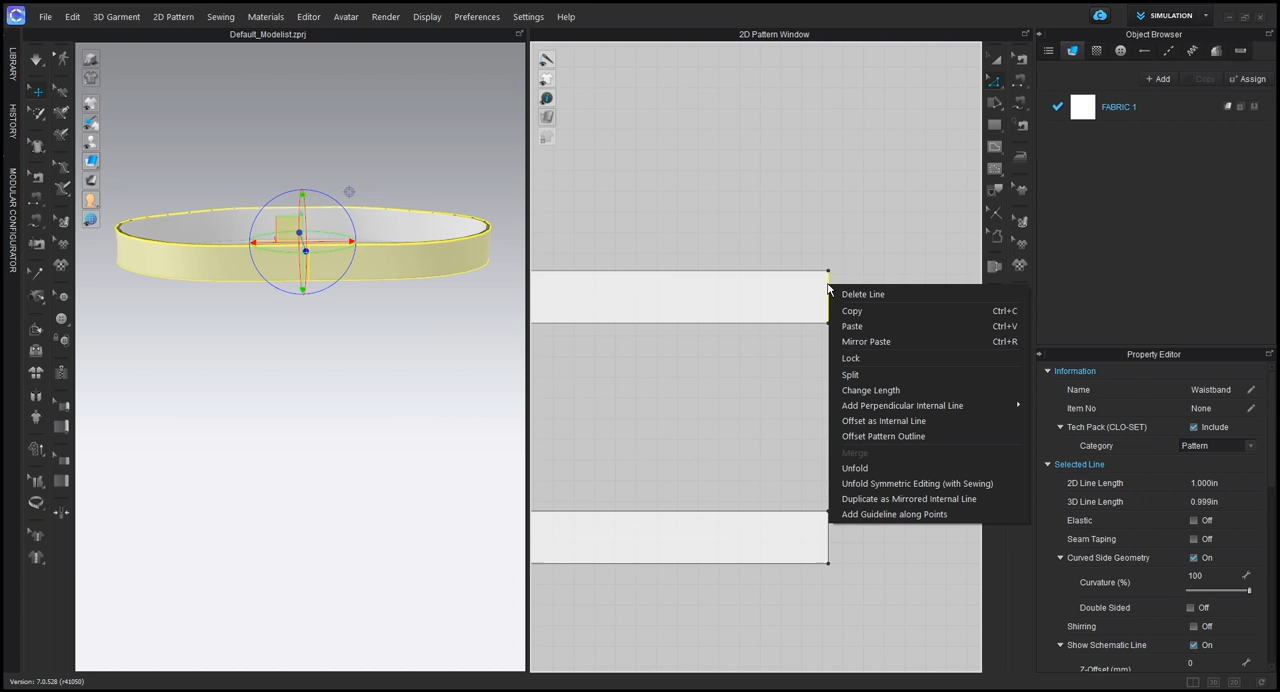 File Edit 3D Garment 2D Pattern Sewing Materials Editor Avatar Render Display Preferences Settings Help
SIMULATION
Default_Modelist.zprj
2D Pattern Window
Object Browser
LIBRARY
HISTORY
MODULAR CONFIGURATOR
+ Add Copy Assign
FABRIC 1
Delete Line
Copy Ctrl+C
Paste Ctrl+V
Mirror Paste Ctrl+R
Lock
Split
Change Length
Add Perpendicular Internal Line
Offset as Internal Line
Offset Pattern Outline
Merge
Unfold
Unfold Symmetric Editing (with Sewing)
Duplicate as Mirrored Internal Line
Add Guideline along Points
Property Editor
Information
Name Waistband
Item No None
Tech Pack (CLO-SET) Include
Category Pattern
Selected Line
2D Line Length 1.000in
3D Line Length 0.999in
Elastic Off
Seam Taping Off
Curved Side Geometry On
Curvature (%) 100
Double Sided Off
Shirring Off
Show Schematic Line On
Z-Offset (mm) 0
Version: 7.0.528 (r41050)
3D 2D